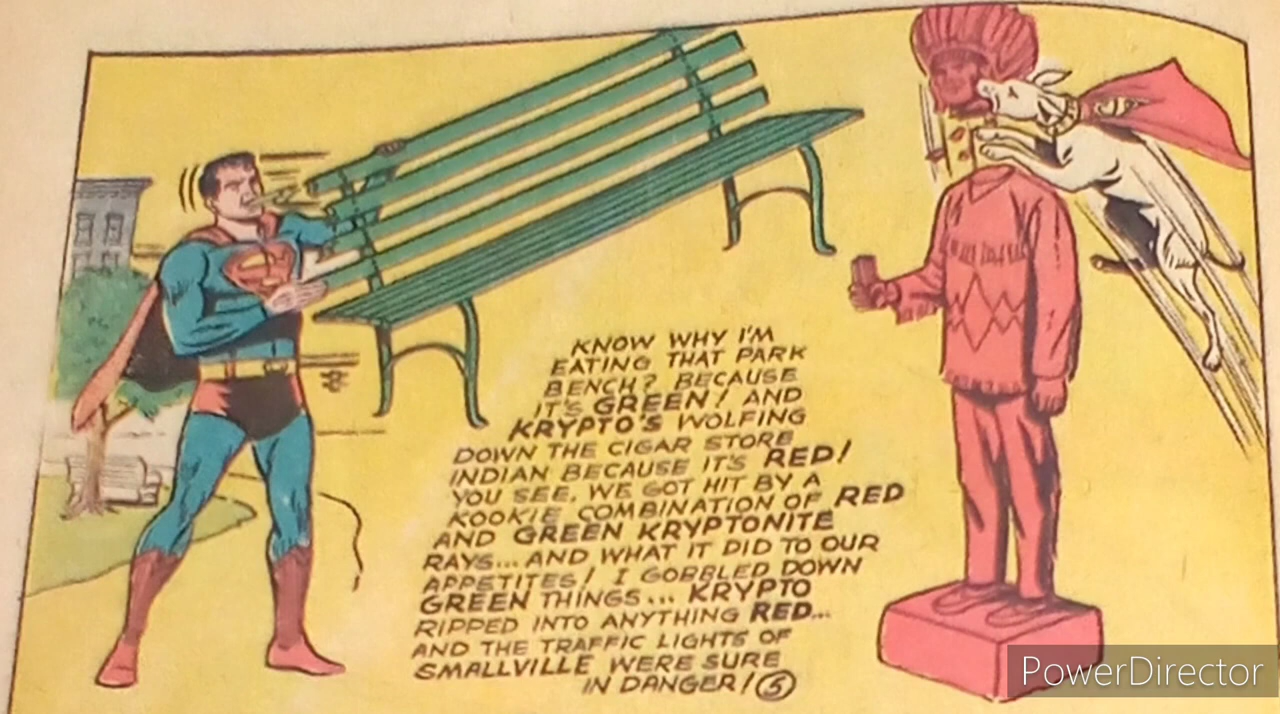 KNOW WHY I'M
EATING THAT PARK
BENCH? BECAUSE
IT'S GREEN! AND
KRYPTO'S WOLFING
DOWN THE CIGAR STORE
INDIAN BECAUSE IT'S RED!
YOU SEE, WE GOT HIT BY A
KOOKIE COMBINATION OF RED
AND GREEN KRYPTONITE
RAYS... AND WHAT IT DID TO OUR
APPETITES! I GOBBLED DOWN
GREEN THINGS... KRYPTO
RIPPED INTO ANYTHING RED...
AND THE TRAFFIC LIGHTS OF
SMALLVILLE WERE SURE
IN DANGER! 5
PowerDirector